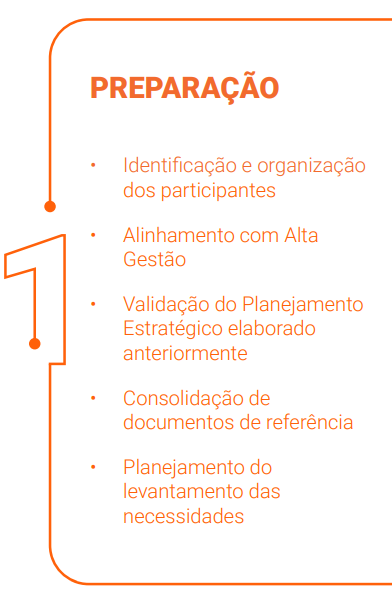 PREPARAÇÃO
• Identificação e organização
dos participantes
• Alinhamento com Alta
Gestão
• Validação do Planejamento
Estratégico elaborado
anteriormente
1
• Consolidação de
documentos de referência
• Planejamento do
levantamento das
necessidades